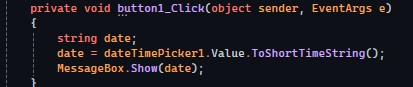 private void button1_Click(object sender, EventArgs e)
{
string date;
date = dateTimePicker1.Value.ToShortTimeString();
MessageBox.Show(date);
}